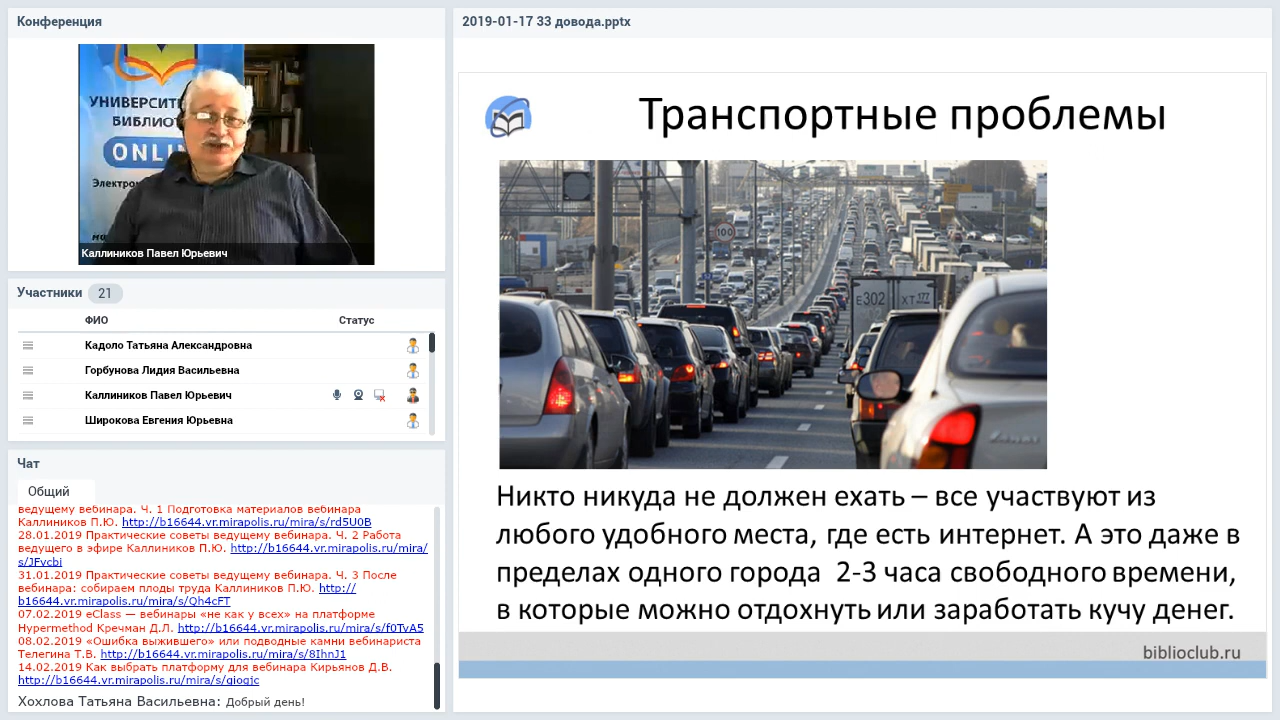 Конференция
УНИВЕРСИТ
БИБЛИО
ONLI
Электро
Каллиников Павел Юрьевич
Участники 21
ФИО Статус
Кадоло Татьяна Александровна
Горбунова Лидия Васильевна
Каллиников Павел Юрьевич
Широкова Евгения Юрьевна
Чат
Общий
ведущему вебинара. Ч. 1 Подготовка материалов вебинара
Каллиников П.Ю. http://b16644.vr.mirapolis.ru/mira/s/rd5U0B
28.01.2019 Практические советы ведущему вебинара. Ч. 2 Работа
ведущего в эфире Каллиников П.Ю. http://b16644.vr.mirapolis.ru/mira/
s/JFvcbi
31.01.2019 Практические советы ведущему вебинара. Ч. 3 После
вебинара: собираем плоды труда Каллиников П.Ю. http://
b16644.vr.mirapolis.ru/mira/s/Qh4cFT
07.02.2019 eClass — вебинары «не как у всех» на платформе
Hypermethod Кречман Д.Л. http://b16644.vr.mirapolis.ru/mira/s/f0TvA5
08.02.2019 «Ошибка выжившего» или подводные камни вебинариста
Телегина Т.В. http://b16644.vr.mirapolis.ru/mira/s/8IhnJ1
14.02.2019 Как выбрать платформу для вебинара Кирьянов Д.В.
http://b16644.vr.mirapolis.ru/mira/s/qioqjc
Хохлова Татьяна Васильевна: Добрый день!
2019-01-17 33 довода.pptx
Транспортные проблемы
100
Е302 ХТ 177
Никто никуда не должен ехать – все участвуют из
любого удобного места, где есть интернет. А это даже в
пределах одного города 2-3 часа свободного времени,
в которые можно отдохнуть или заработать кучу денег.
biblioclub.ru